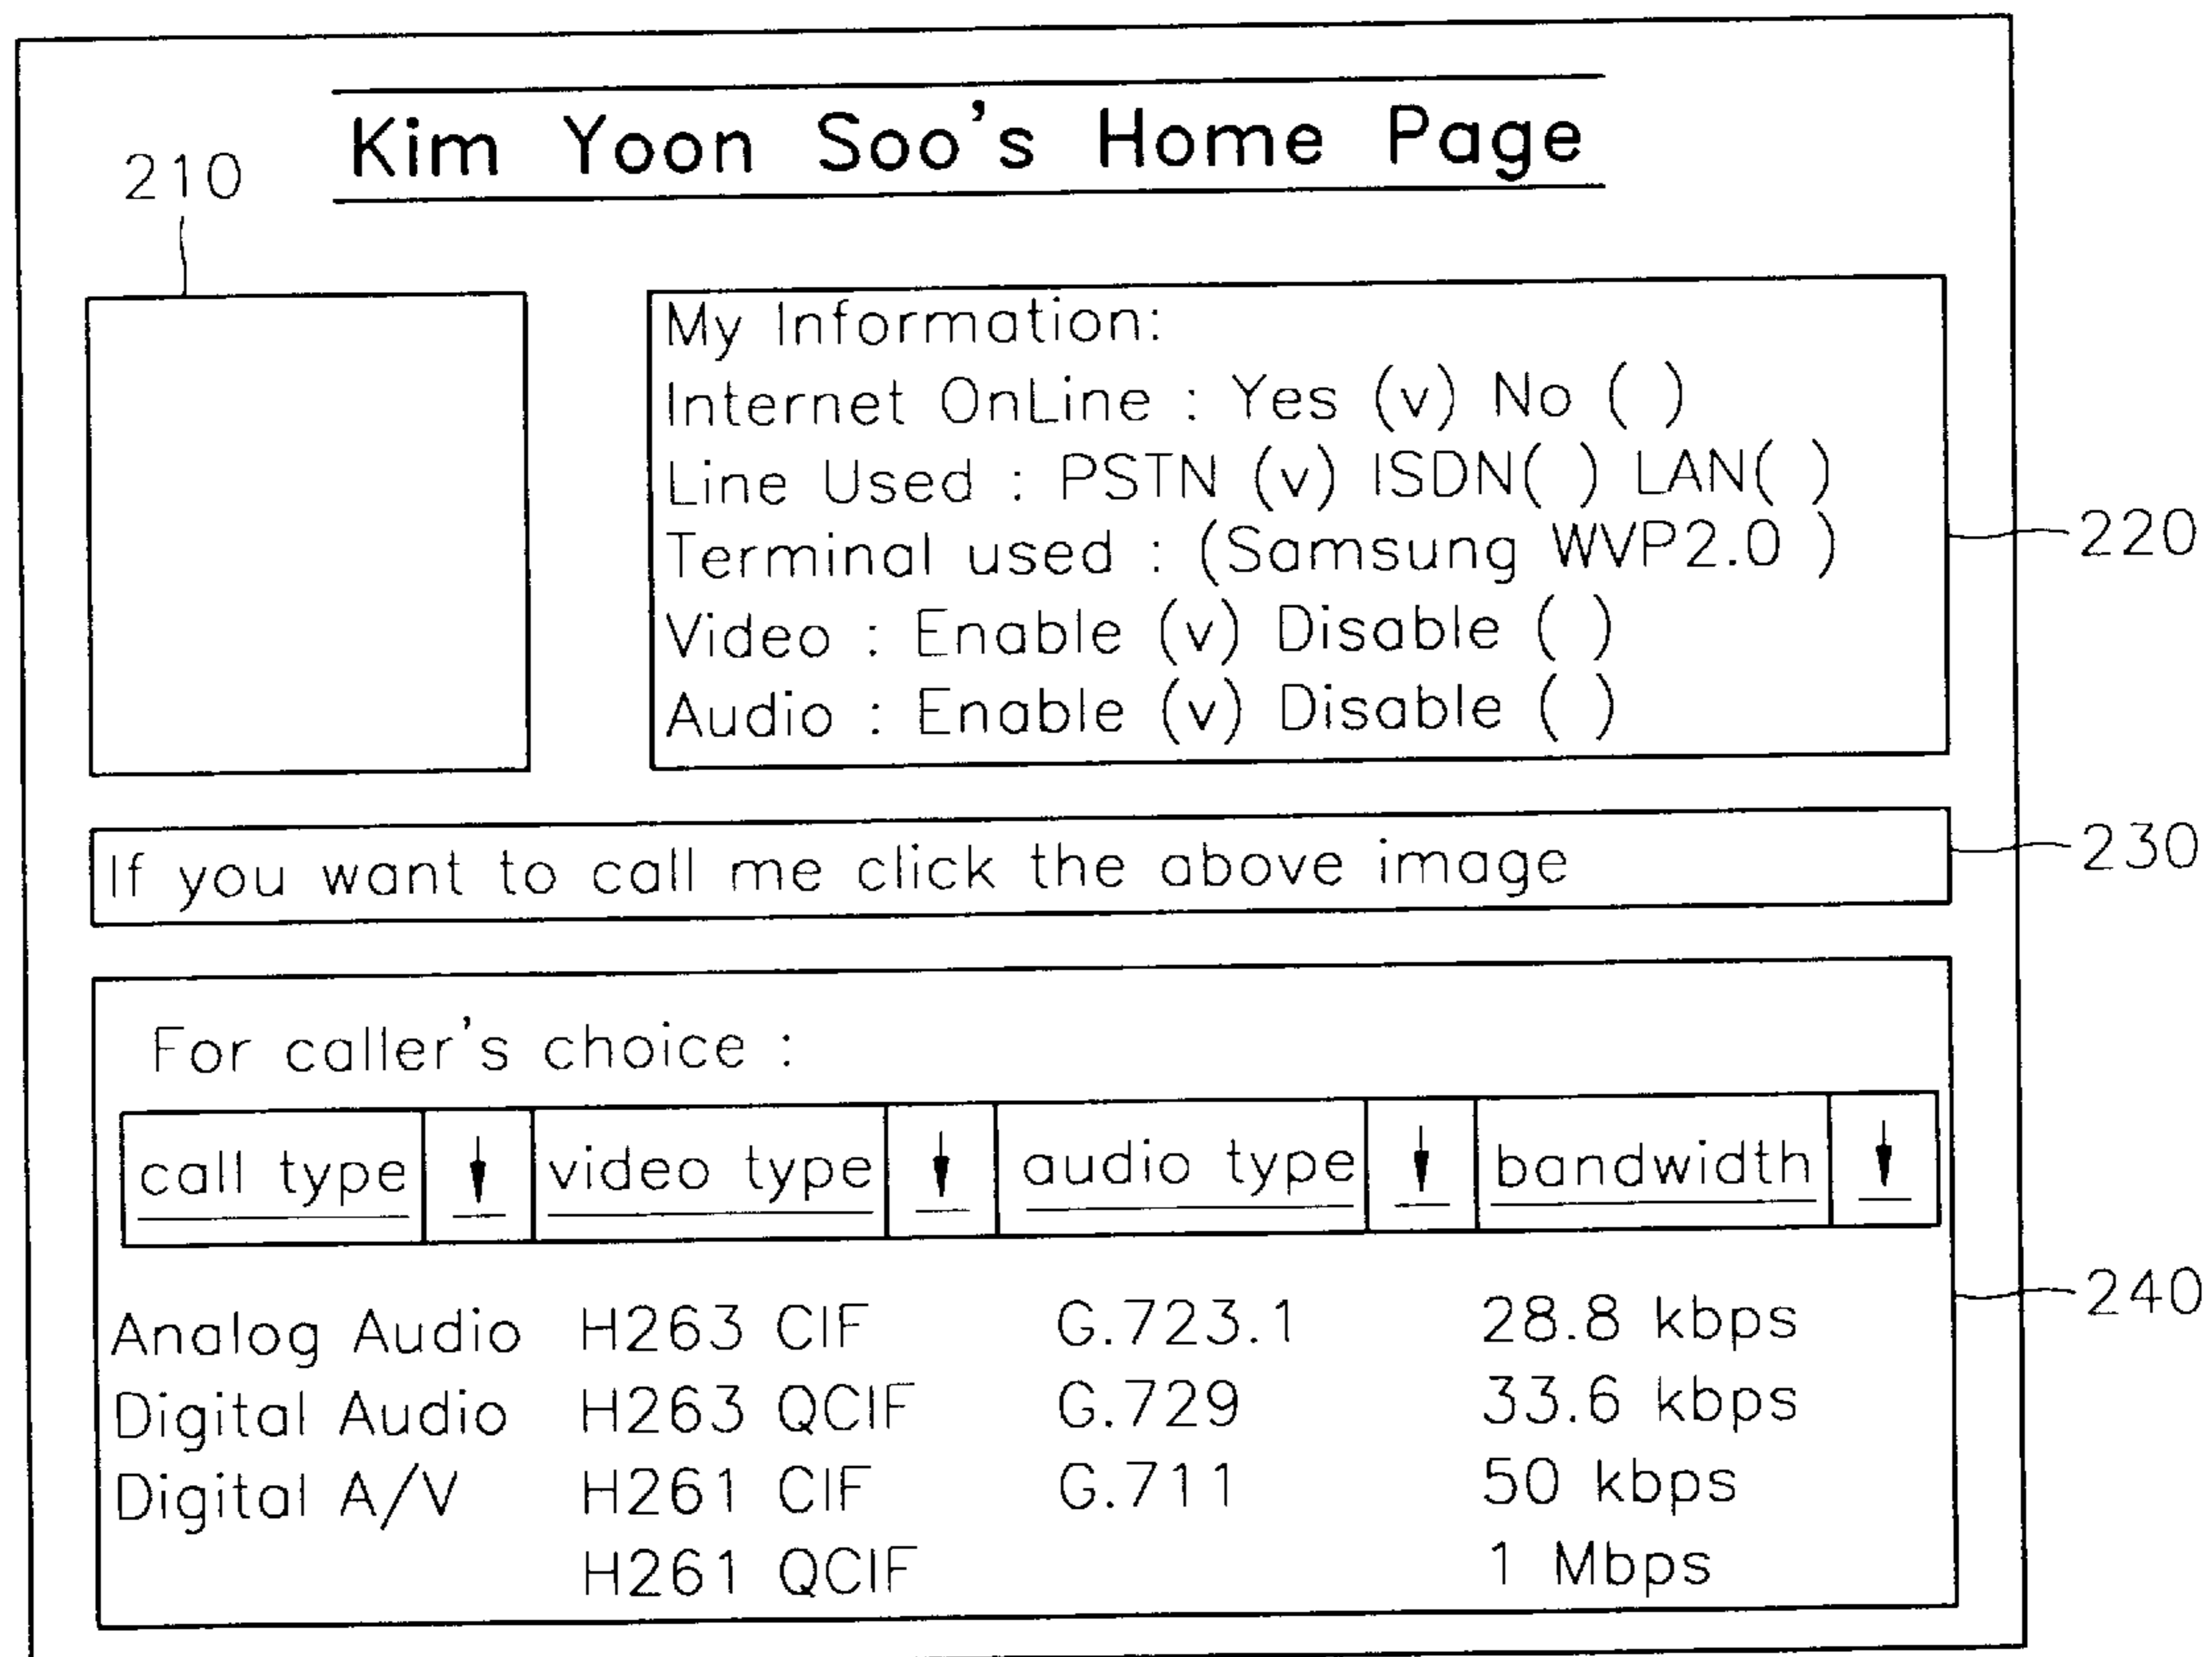 Kim Yoon Soo's Home Page
210
My Information:
Internet OnLine : Yes (v) No ( )
Line Used : PSTN (v) ISDN( ) LAN( )
Terminal used : (Samsung WVP2.0 )
220
Video : Enable (v) Disable ( )
Audio : Enable (v) Disable ( )
If you want to call me click the above image
230
For caller's choice :
call type ↓ video type ↓ audio type ↓ bandwidth ↓
240
Analog Audio H263 CIF G.723.1 28.8 kbps
Digital Audio H263 QCIF G.729 33.6 kbps
Digital A/V H261 CIF G.711 50 kbps
H261 QCIF 1 Mbps